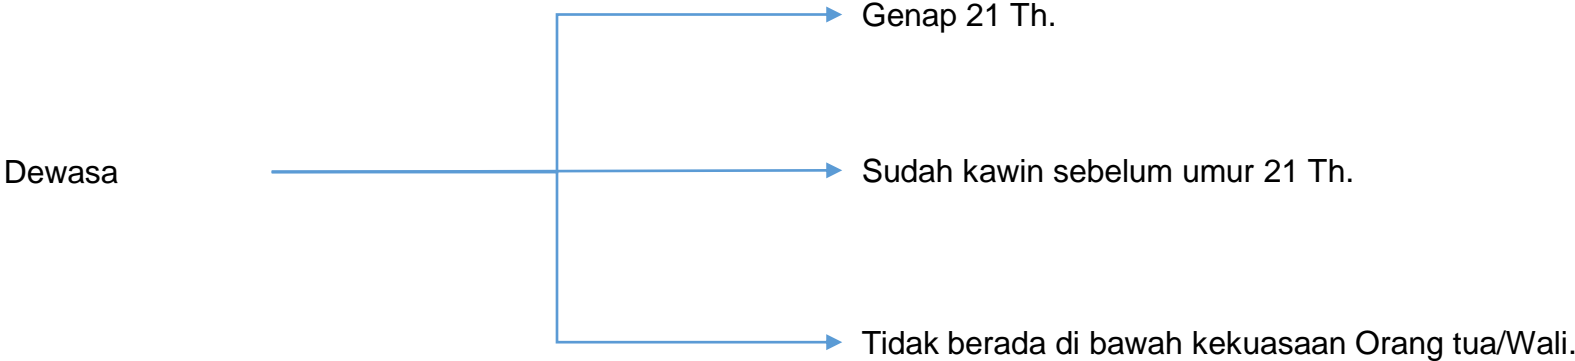 Genap 21 Th.
Dewasa
Sudah kawin sebelum umur 21 Th.
Tidak berada di bawah kekuasaan Orang tua/Wali.